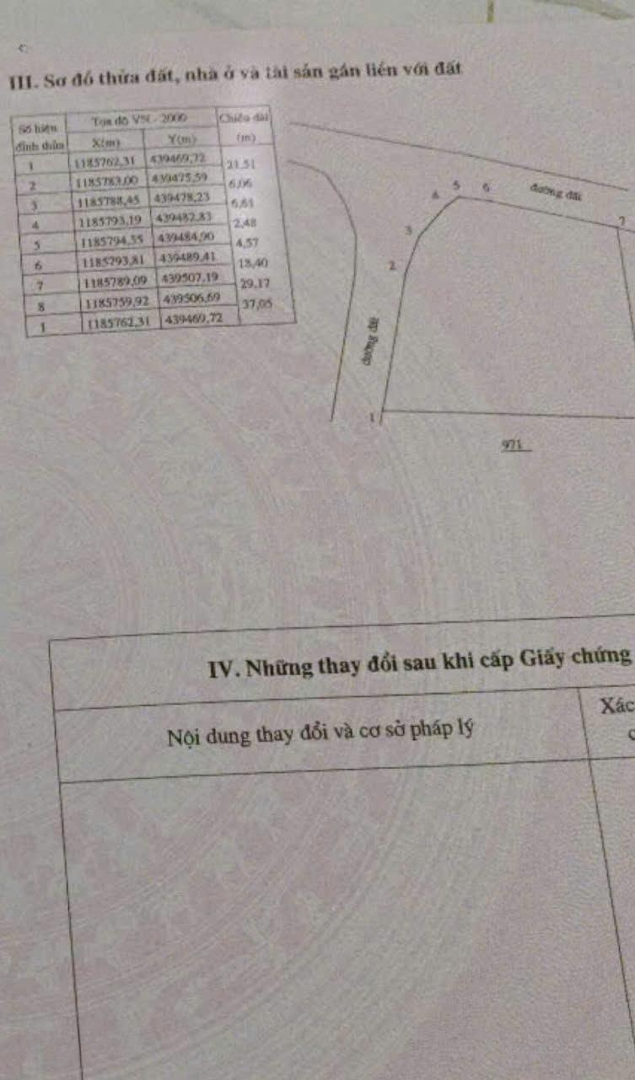 III. Sơ đồ thửa đất, nhà ở và tài sản gắn liền với đất
Số hiệu đỉnh thửa Tọa độ VN - 2000 Chiều dài (m)
X(m) Y(m)
1 1185762,31 439469,72
21,51
2 1185783,00 439475,59
6,06
3 1185788,45 439478,23
6,61
4 1185793,19 439482,83
2,48
5 1185794,35 439484,90
4,57
6 1185793,81 439489,41
18,40
7 1185789,09 439507,19
29,17
8 1185759,92 439506,69
37,05
1 1185762,31 439469,72
đường đất
5 6
4
7
3
2
đường đất
1
971
IV. Những thay đổi sau khi cấp Giấy chứng
Nội dung thay đổi và cơ sở pháp lý
Xác